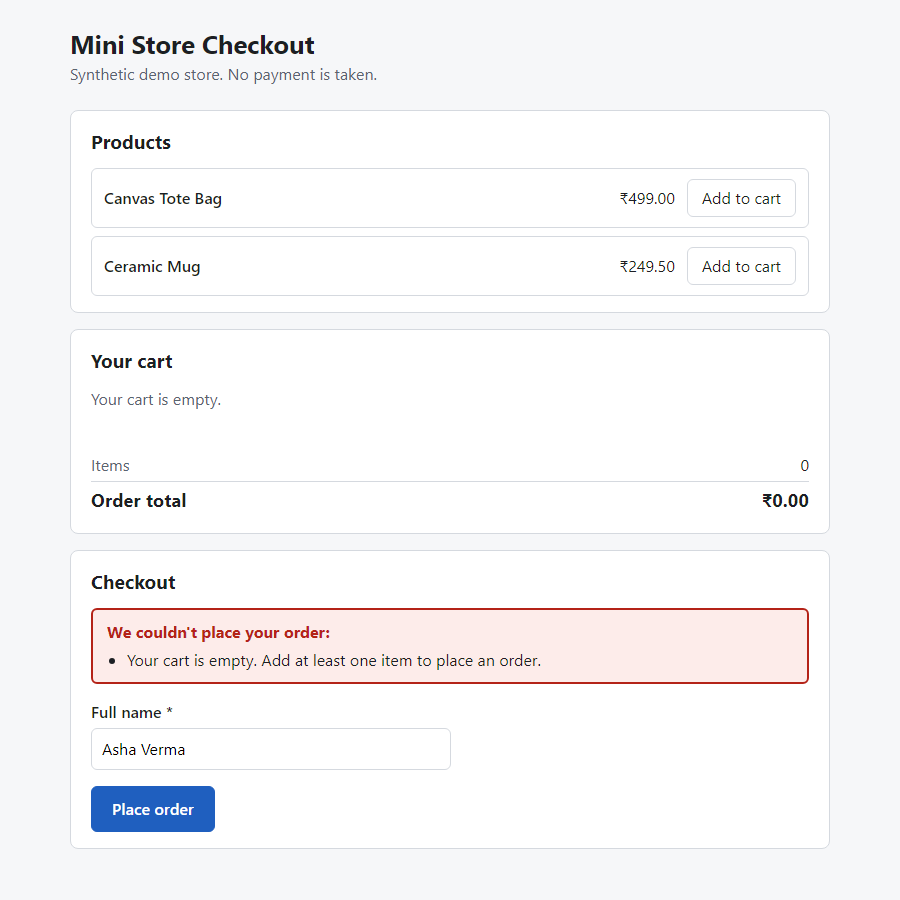 Mini Store Checkout
Synthetic demo store. No payment is taken.
Products
Canvas Tote Bag ₹499.00 Add to cart
Ceramic Mug ₹249.50 Add to cart
Your cart
Your cart is empty.
Items 0
Order total ₹0.00
Checkout
We couldn't place your order:
• Your cart is empty. Add at least one item to place an order.
Full name *
Asha Verma
Place order